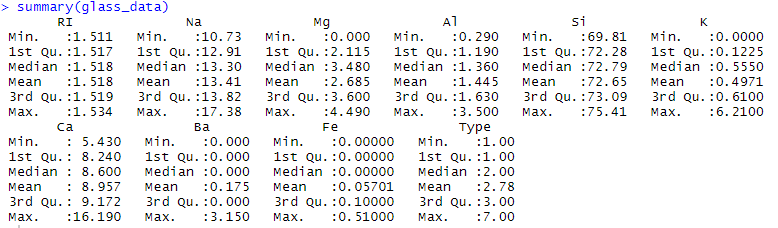 > summary(glass_data)
RI Na Mg Al Si K
Min. :1.511 Min. :10.73 Min. :0.000 Min. :0.290 Min. :69.81 Min. :0.0000
1st Qu.:1.517 1st Qu.:12.91 1st Qu.:2.115 1st Qu.:1.190 1st Qu.:72.28 1st Qu.:0.1225
Median :1.518 Median :13.30 Median :3.480 Median :1.360 Median :72.79 Median :0.5550
Mean :1.518 Mean :13.41 Mean :2.685 Mean :1.445 Mean :72.65 Mean :0.4971
3rd Qu.:1.519 3rd Qu.:13.82 3rd Qu.:3.600 3rd Qu.:1.630 3rd Qu.:73.09 3rd Qu.:0.6100
Max. :1.534 Max. :17.38 Max. :4.490 Max. :3.500 Max. :75.41 Max. :6.2100
Ca Ba Fe Type
Min. : 5.430 Min. :0.000 Min. :0.00000 Min. :1.00
1st Qu.: 8.240 1st Qu.:0.000 1st Qu.:0.00000 1st Qu.:1.00
Median : 8.600 Median :0.000 Median :0.00000 Median :2.00
Mean : 8.957 Mean :0.175 Mean :0.05701 Mean :2.78
3rd Qu.: 9.172 3rd Qu.:0.000 3rd Qu.:0.10000 3rd Qu.:3.00
Max. :16.190 Max. :3.150 Max. :0.51000 Max. :7.00